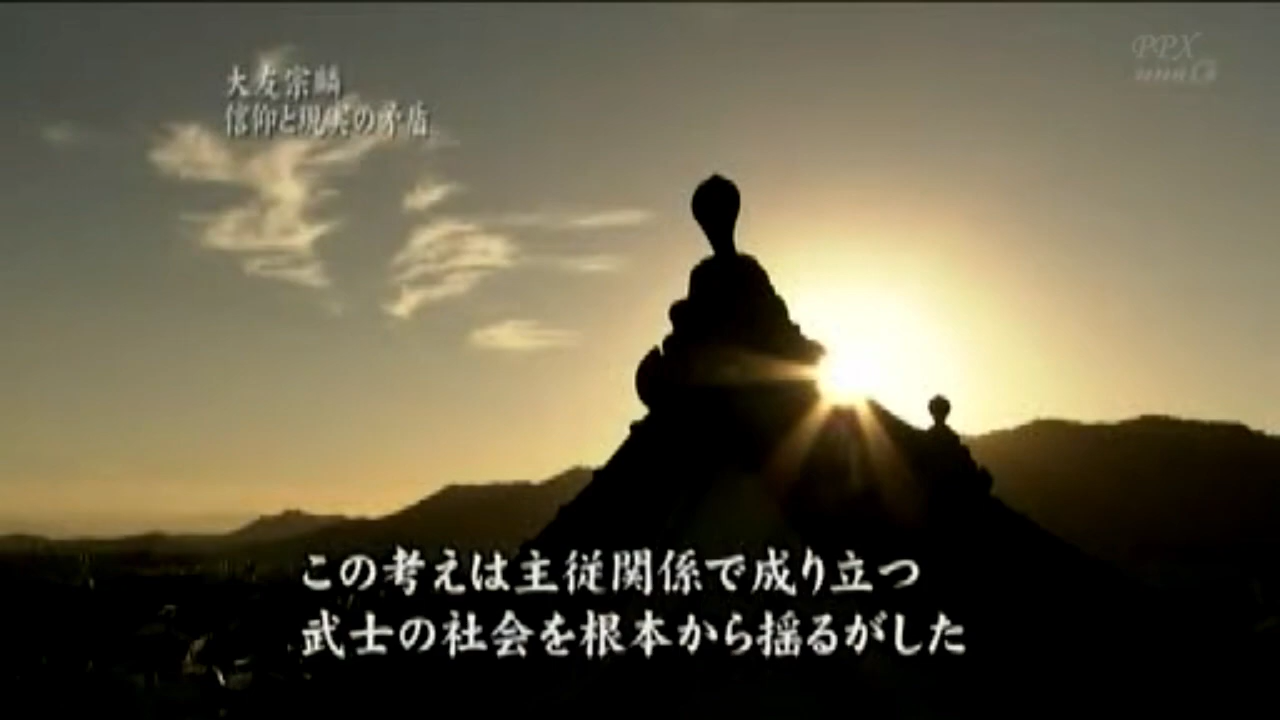 大友宗麟
信仰と現実の矛盾
PPX
この考えは主従関係で成り立つ
武士の社会を根本から揺るがした